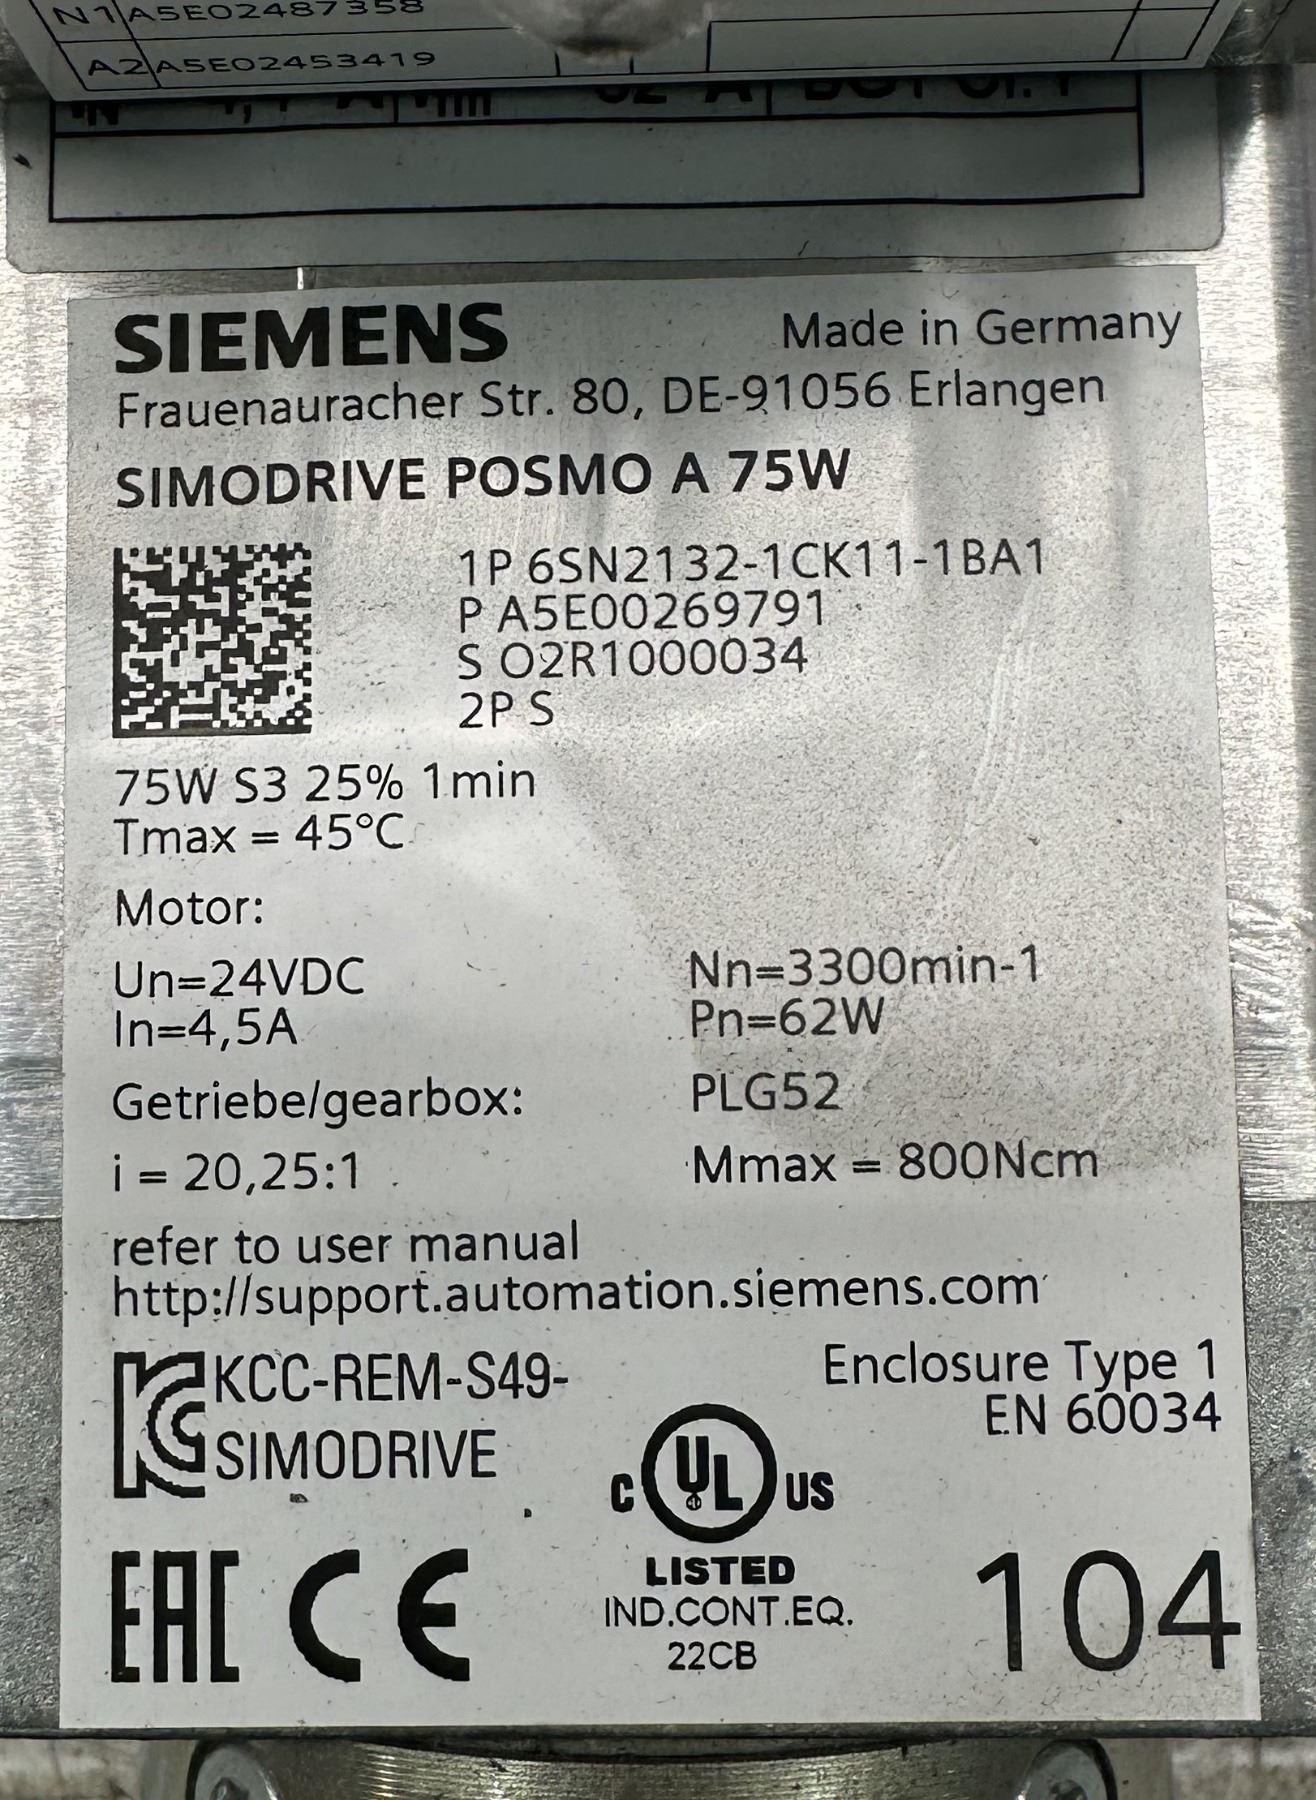 N1 A5E02487358
A2 A5E02453419
SIEMENS
Made in Germany
Frauenauracher Str. 80, DE-91056 Erlangen
SIMODRIVE POSMO A 75W
1P 6SN2132-1CK11-1BA1
P A5E00269791
S O2R1000034
2P S
75W S3 25% 1min
Tmax = 45°C
Motor:
Un=24VDC
Nn=3300min-1
In=4,5A
Pn=62W
Getriebe/gearbox:
PLG52
i = 20,25:1
Mmax = 800Ncm
refer to user manual
http://support.automation.siemens.com
KCC-REM-S49-
SIMODRIVE
Enclosure Type 1
EN 60034
C UL US
LISTED
IND.CONT.EQ.
22CB
EAC CE
104